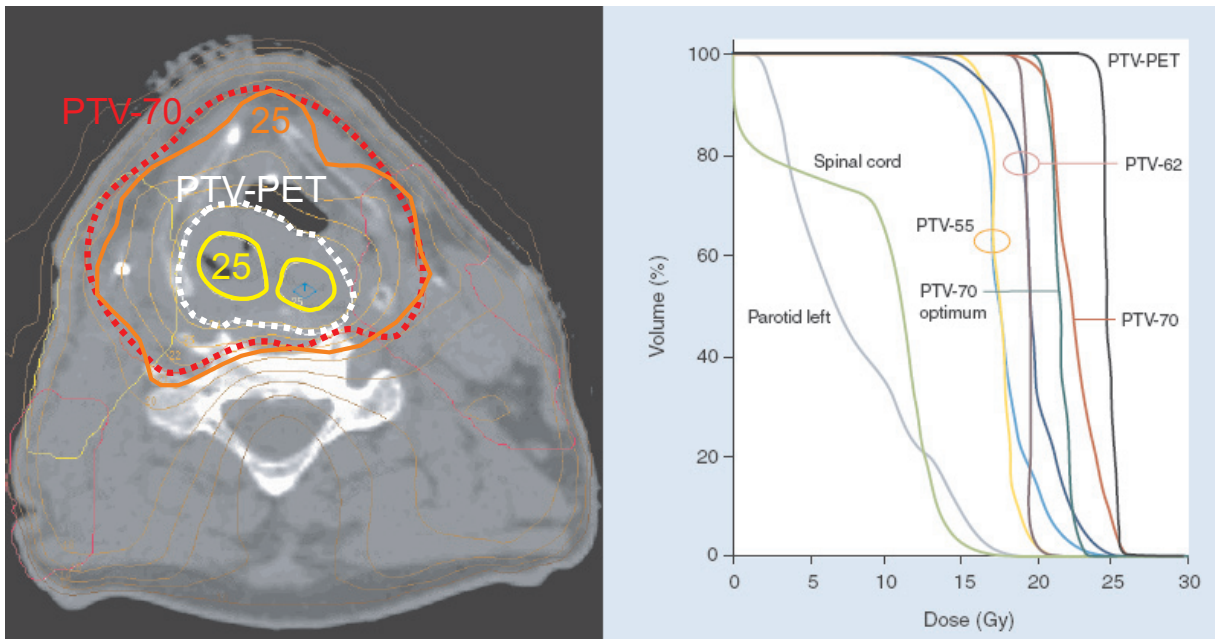 PTV-70
25
PTV-PET
25
25
22
100
80
60
40
20
0
Volume (%)
0
5
10
15
20
25
30
Dose (Gy)
PTV-PET
Spinal cord
PTV-62
PTV-55
PTV-70
optimum
Parotid left
PTV-70